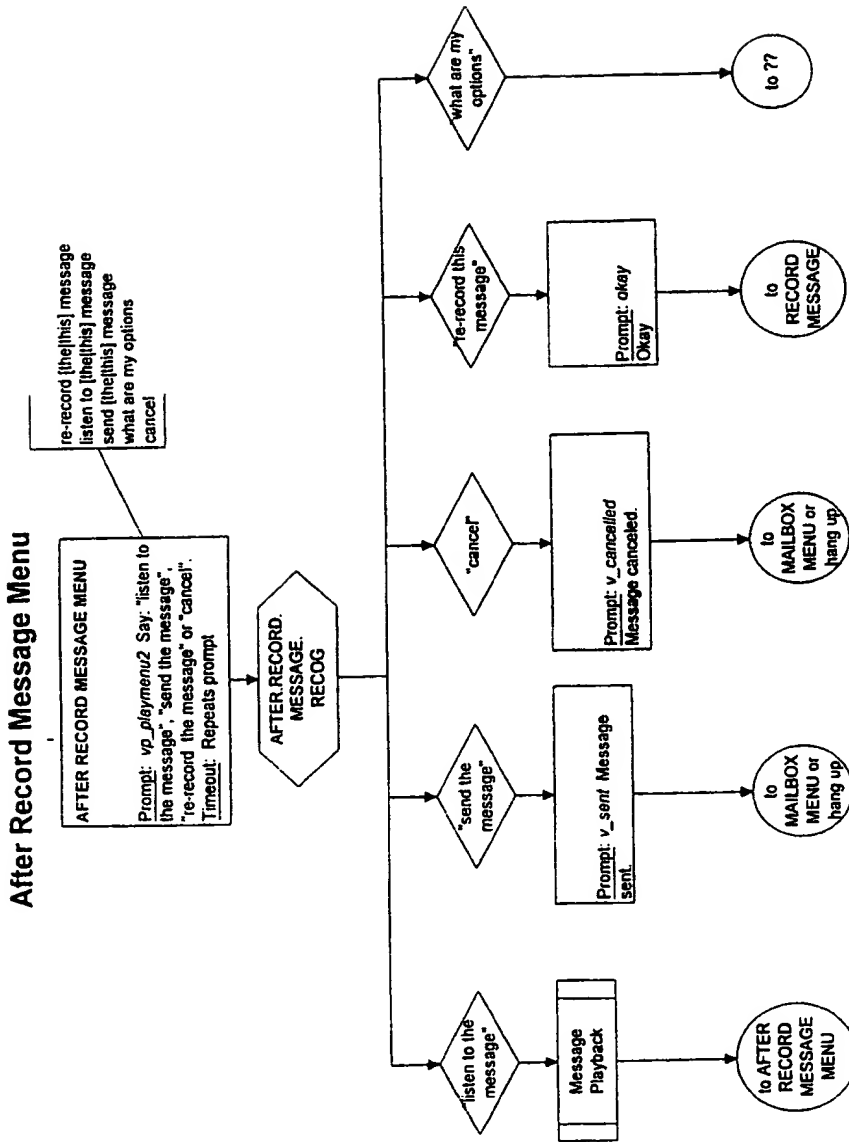 After Record Message Menu
AFTER RECORD MESSAGE MENU
Prompt: vp_playmenu2 Say: "listen to
the message", "send the message",
"re-record the message" or "cancel".
Timeout: Repeats prompt
re-record [the|this] message
listen to [the|this] message
send [the|this] message
what are my options
cancel
AFTER.RECORD.
MESSAGE.
RECOG
"listen to the
message"
"send the
message"
"cancel"
"re-record this
message"
"what are my
options"
Message
Playback
Prompt: v_sent Message
sent.
Prompt: v_cancelled
Message canceled.
Prompt: okay
Okay
to AFTER
RECORD
MESSAGE
MENU
to
MAILBOX
MENU or
hang up
to
MAILBOX
MENU or
hang up
to
RECORD
MESSAGE
to ??